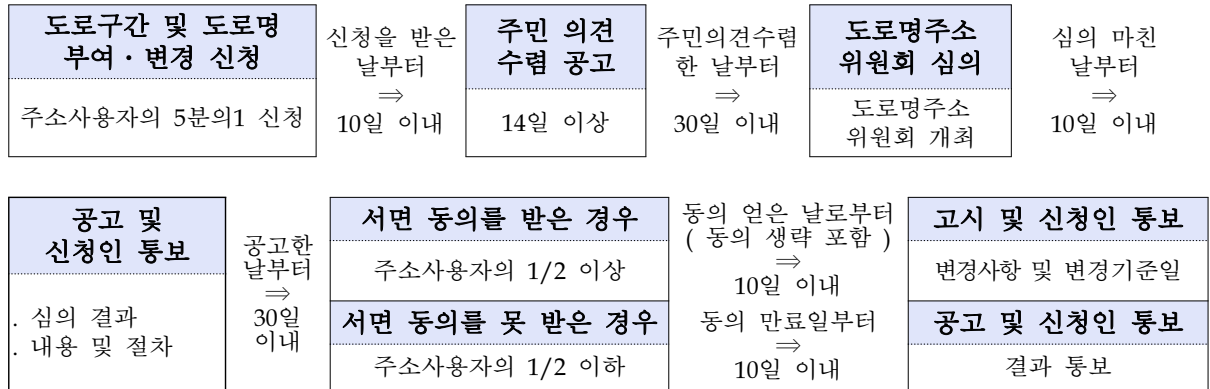 도로구간 및 도로명
부여・변경 신청
주소사용자의 5분의1 신청
신청을 받은
날부터
⇒
10일 이내
주민 의견
수렴 공고
14일 이상
주민의견수렴
한 날부터
⇒
30일 이내
도로명주소
위원회 심의
도로명주소
위원회 개최
심의 마친
날부터
⇒
10일 이내
공고 및
신청인 통보
. 심의 결과
. 내용 및 절차
공고한
날부터
⇒
30일
이내
서면 동의를 받은 경우
주소사용자의 1/2 이상
서면 동의를 못 받은 경우
주소사용자의 1/2 이하
동의 얻은 날로부터
( 동의 생략 포함 )
⇒
10일 이내
동의 만료일부터
⇒
10일 이내
고시 및 신청인 통보
변경사항 및 변경기준일
공고 및 신청인 통보
결과 통보